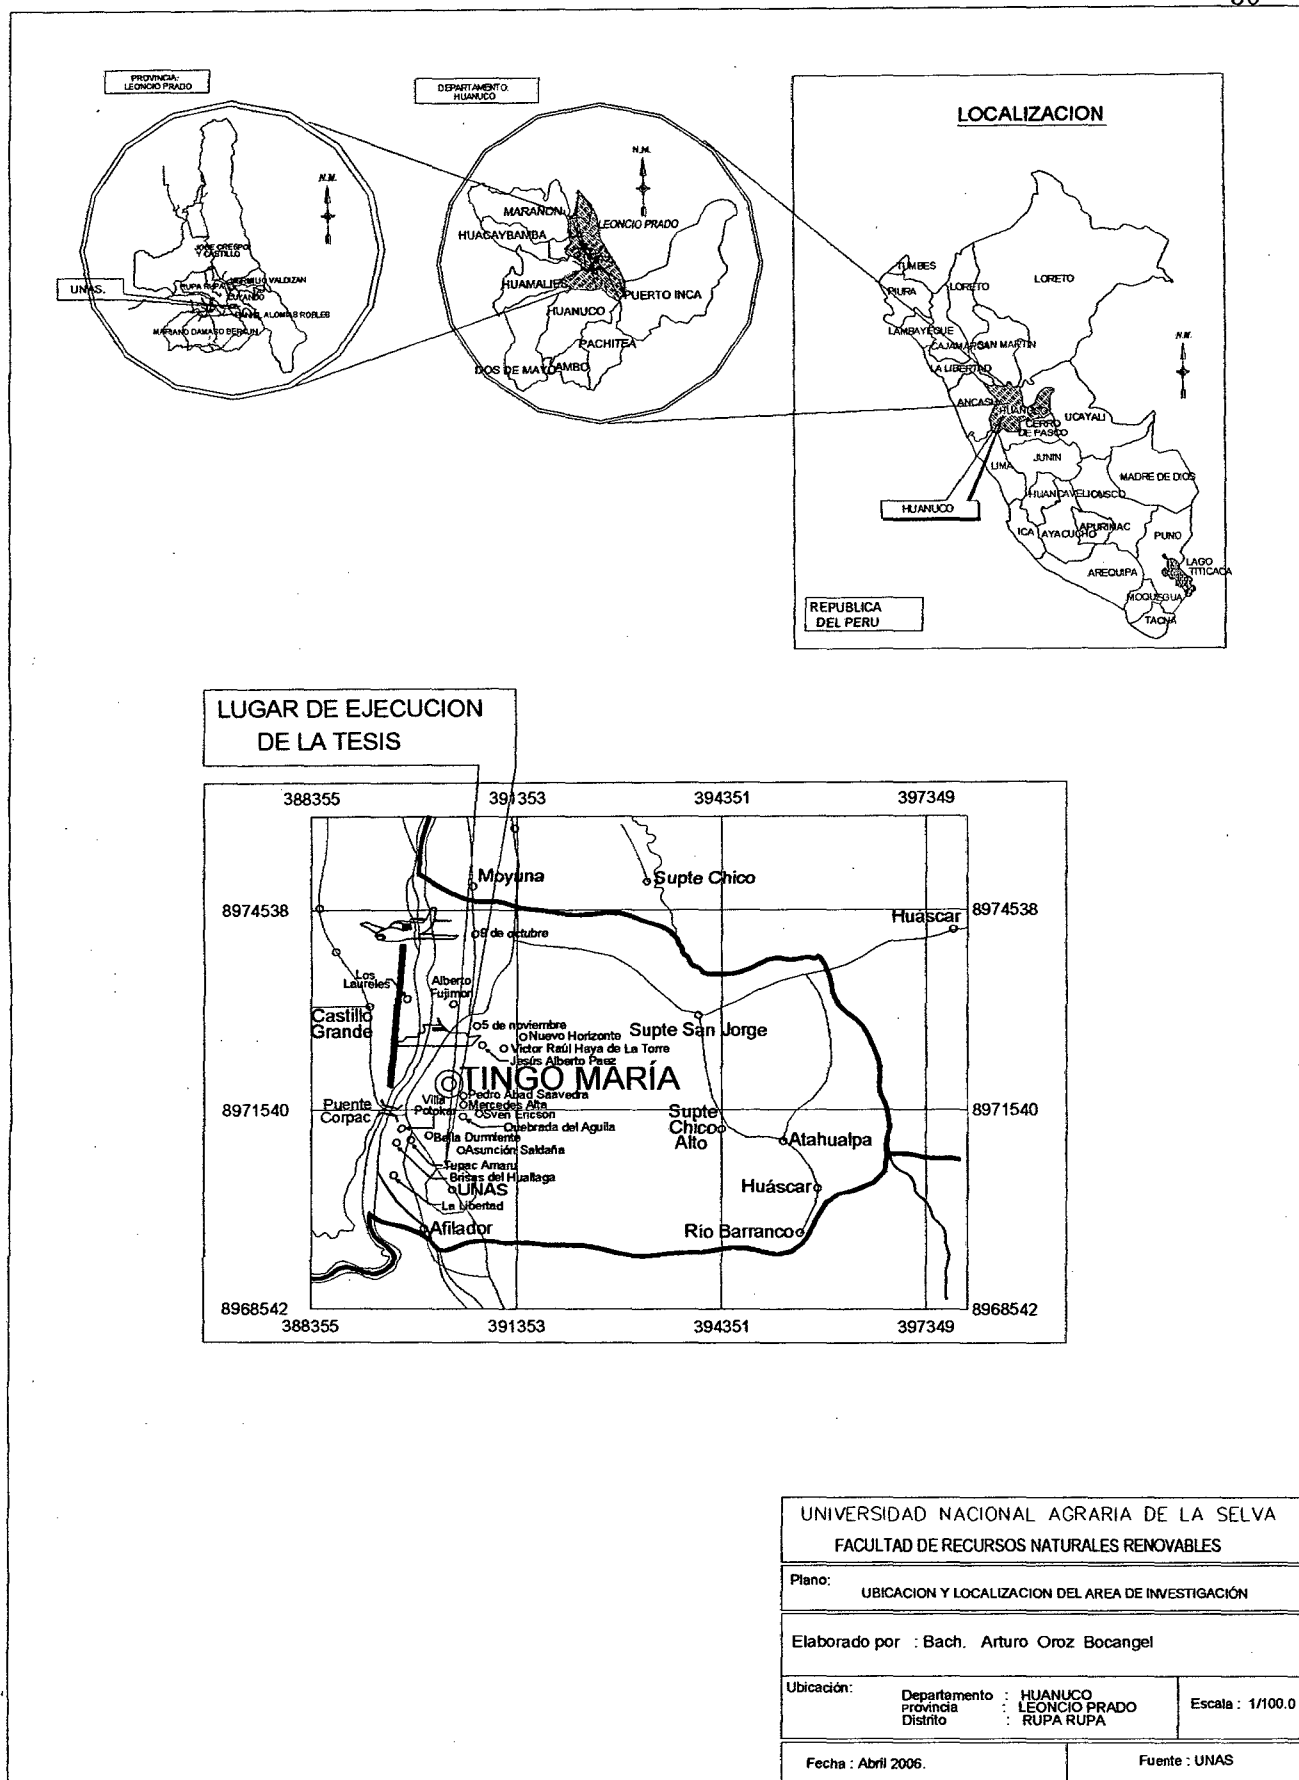 PROVINCIA:
LEONCIO PRADO
DEPARTAMENTO:
HUANUCO
LOCALIZACION
N.M.
JOSE CRESPO
Y CASTILLO
RUPA RUPA
HERMILIO VALDIZAN
LUYANDO
UNAS.
DANIEL ALOMIAS ROBLES
MARIANO DAMASO BERAUN
N.M.
MARAÑON
LEONCIO PRADO
HUACAYBAMBA
HUAMALIES
PUERTO INCA
HUANUCO
PACHITEA
DOS DE MAYO
AMBO
N.M.
TUMBES
PIURA
LORETO
LORETO
LAMBAYEQUE
CAJAMARCA
SAN MARTIN
LA LIBERTAD
ANCASH
HUANUCO
UCAYALI
CERRO
DE PASCO
LIMA
JUNIN
MADRE DE DIOS
HUANCAVELICA
CUSCO
HUANUCO
ICA
AYACUCHO
APURIMAC
PUNO
AREQUIPA
LAGO
TITICACA
MOQUEGUA
TACNA
REPUBLICA
DEL PERU
LUGAR DE EJECUCION
DE LA TESIS
388355
391353
394351
397349
Moyuna
Supte Chico
8974538
8974538
Huáscar
9 de octubre
Los
Laureles
Alberto
Fujimori
Castillo
Grande
5 de noviembre
Nuevo Horizonte
Supte San Jorge
Victor Raúl Haya de La Torre
Jesús Alberto Paez
TINGO MARÍA
Pedro Abad Saavedra
Villa
Potokar
Mercedes Alta
Puente
Corpac
Sven Ericson
8971540
8971540
Quebrada del Aguila
Supte
Chico
Alto
Bella Durmiente
Atahualpa
Asunción Saldaña
Tupac Amaru
Brisas del Huallaga
UNAS
Huáscar
La Libertad
Afilador
Río Barranco
8968542
8968542
388355
391353
394351
397349
UNIVERSIDAD NACIONAL AGRARIA DE LA SELVA
FACULTAD DE RECURSOS NATURALES RENOVABLES
Plano:
UBICACION Y LOCALIZACION DEL AREA DE INVESTIGACIÓN
Elaborado por : Bach. Arturo Oroz Bocangel
Ubicación:
Departamento : HUANUCO
Provincia : LEONCIO PRADO
Distrito : RUPA RUPA
Escala : 1/100.0
Fecha : Abril 2006.
Fuente : UNAS